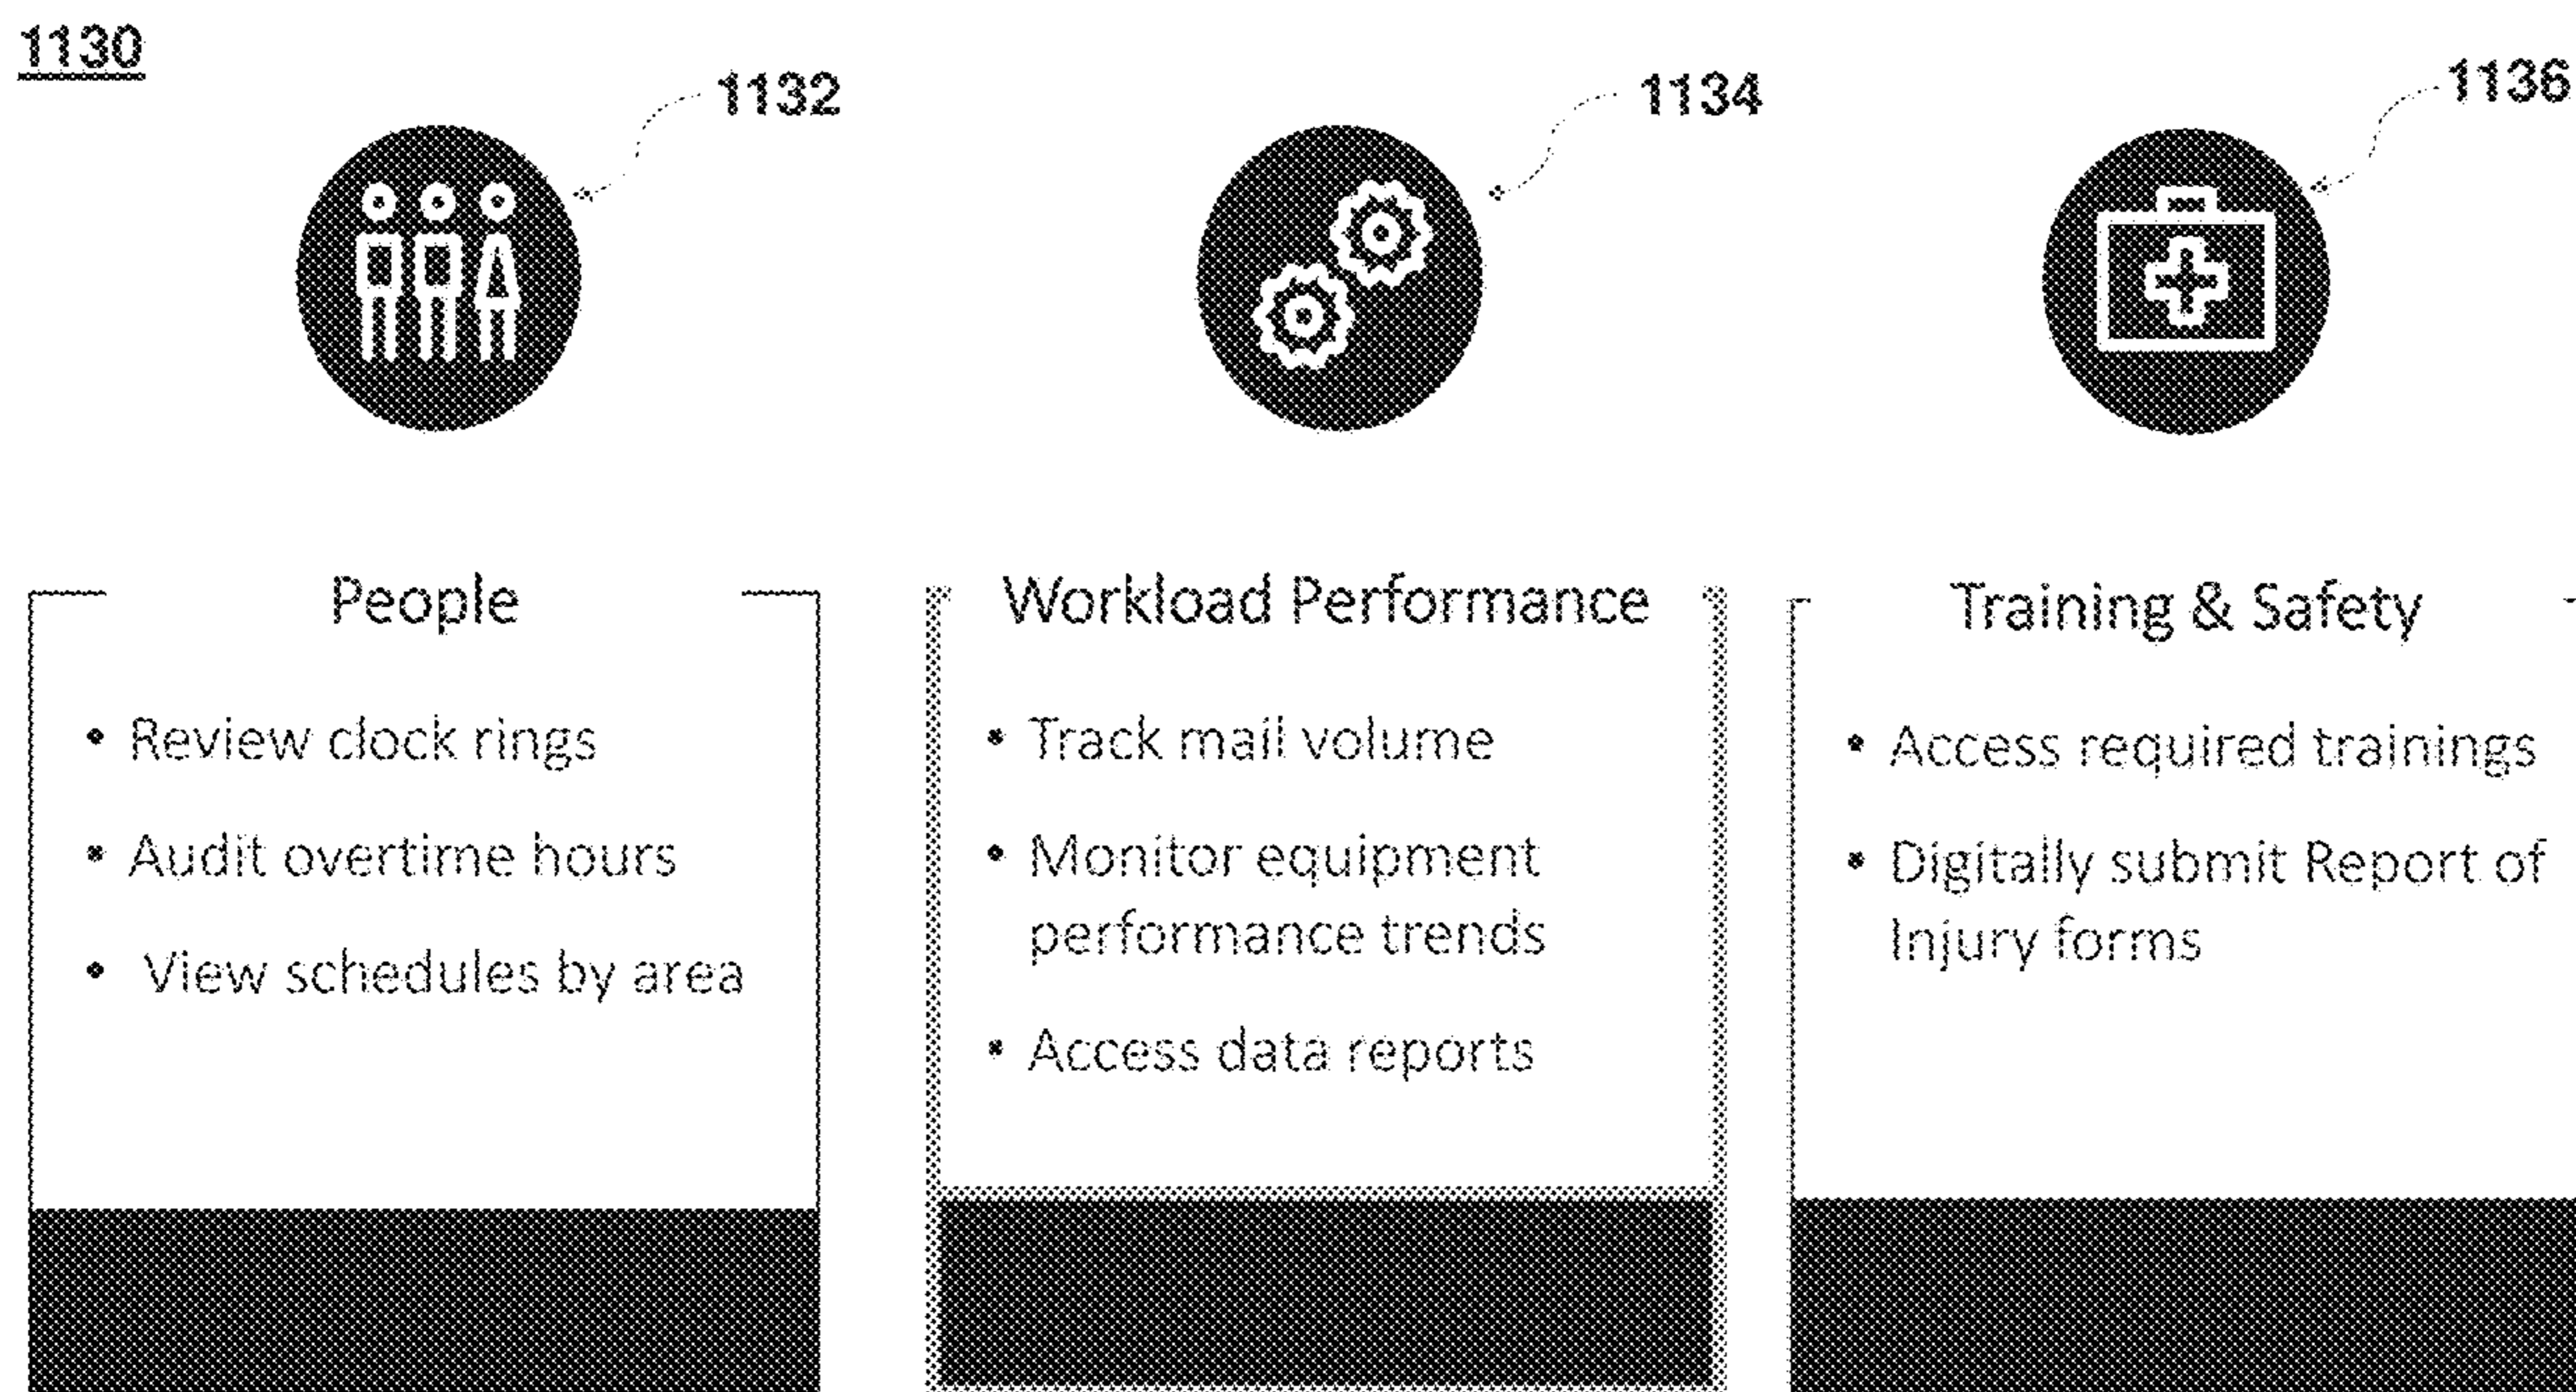 1130
1132
1134
1136
People
• Review clock rings
• Audit overtime hours
• View schedules by area
Workload Performance
• Track mail volume
• Monitor equipment
performance trends
• Access data reports
Training & Safety
• Access required trainings
• Digitally submit Report of
Injury forms